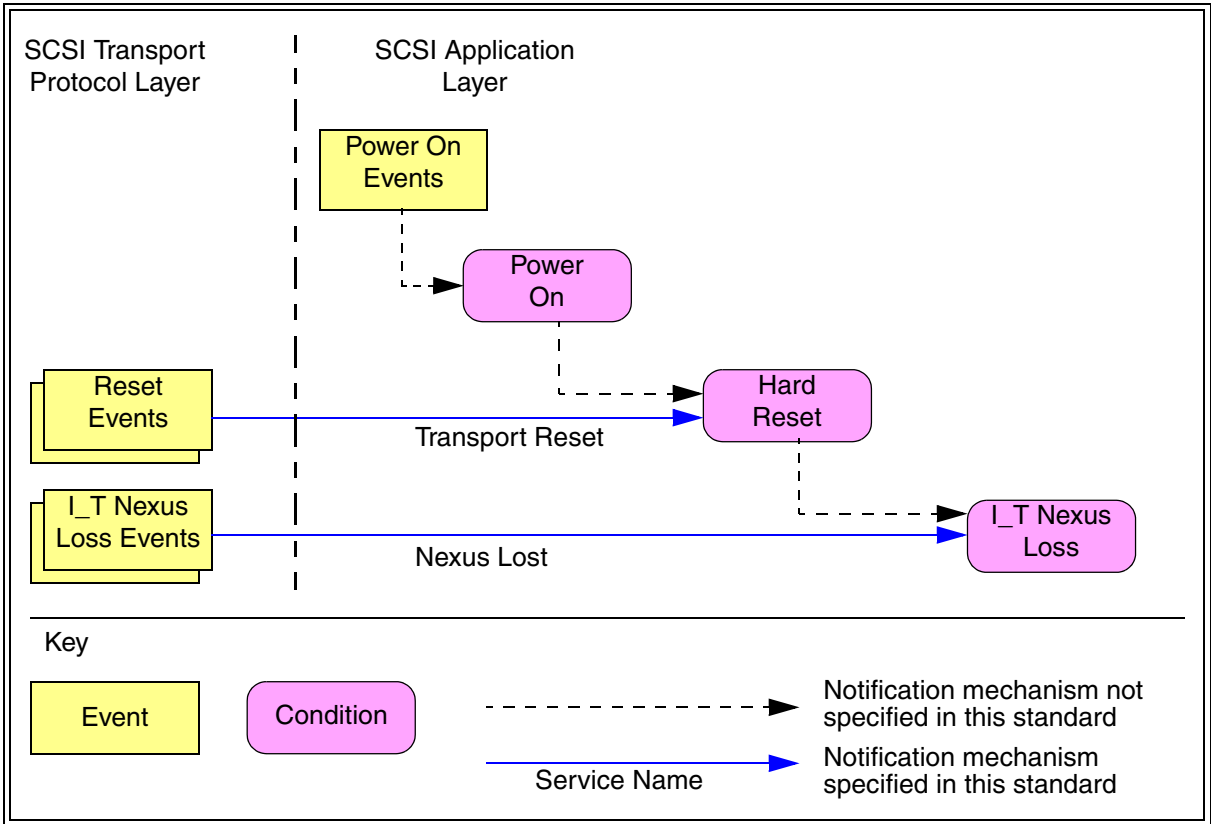 SCSI Transport
Protocol Layer
SCSI Application
Layer
Power On
Events
Power
On
Reset
Events
Hard
Reset
Transport Reset
I_T Nexus
Loss Events
I_T Nexus
Loss
Nexus Lost
Key
Event
Condition
Notification mechanism not
specified in this standard
Service Name
Notification mechanism
specified in this standard